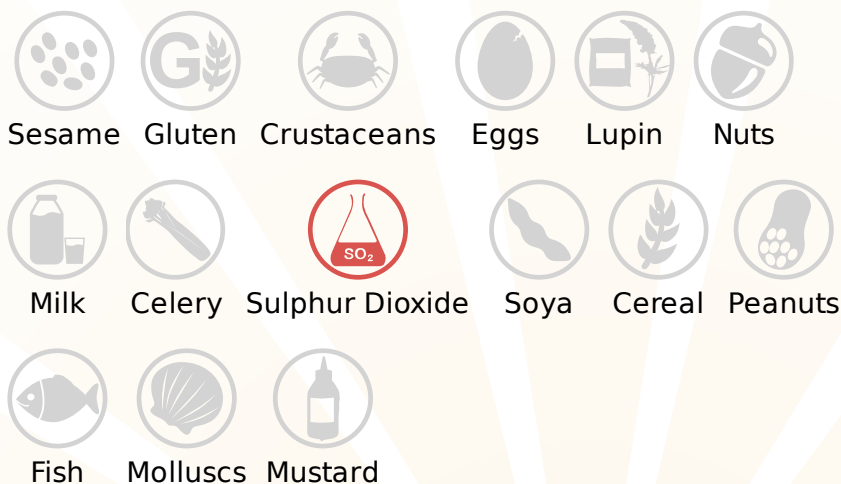 G
Sesame Gluten Crustaceans Eggs Lupin Nuts
SO₂
Milk Celery Sulphur Dioxide Soya Cereal Peanuts
Fish Molluscs Mustard